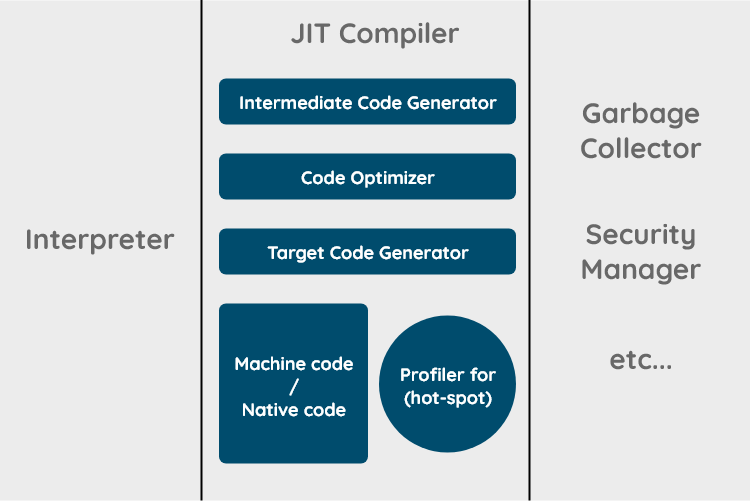 JIT Compiler
Intermediate Code Generator
Code Optimizer
Target Code Generator
Machine code
/
Native code
Profiler for
(hot-spot)
Interpreter
Garbage
Collector
Security
Manager
etc...